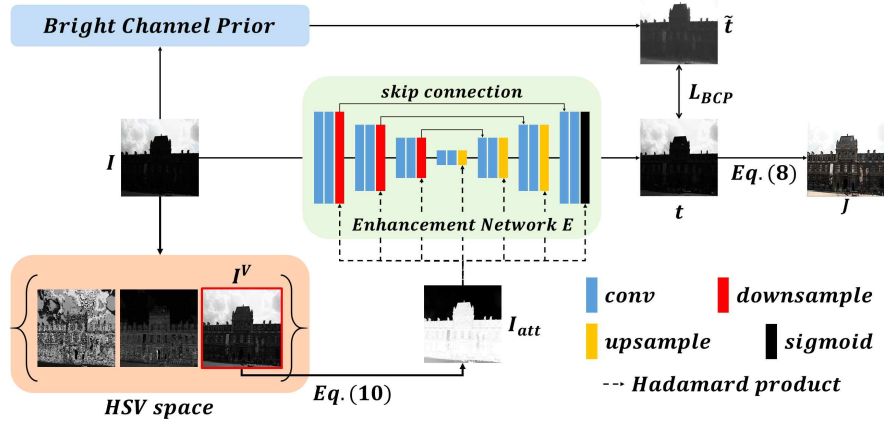 Bright Channel Prior
t̃
skip connection
L_BCP
I
Eq. (8)
t
J
Enhancement Network E
I^V
I_att
conv
downsample
upsample
sigmoid
Hadamard product
Eq. (10)
HSV space